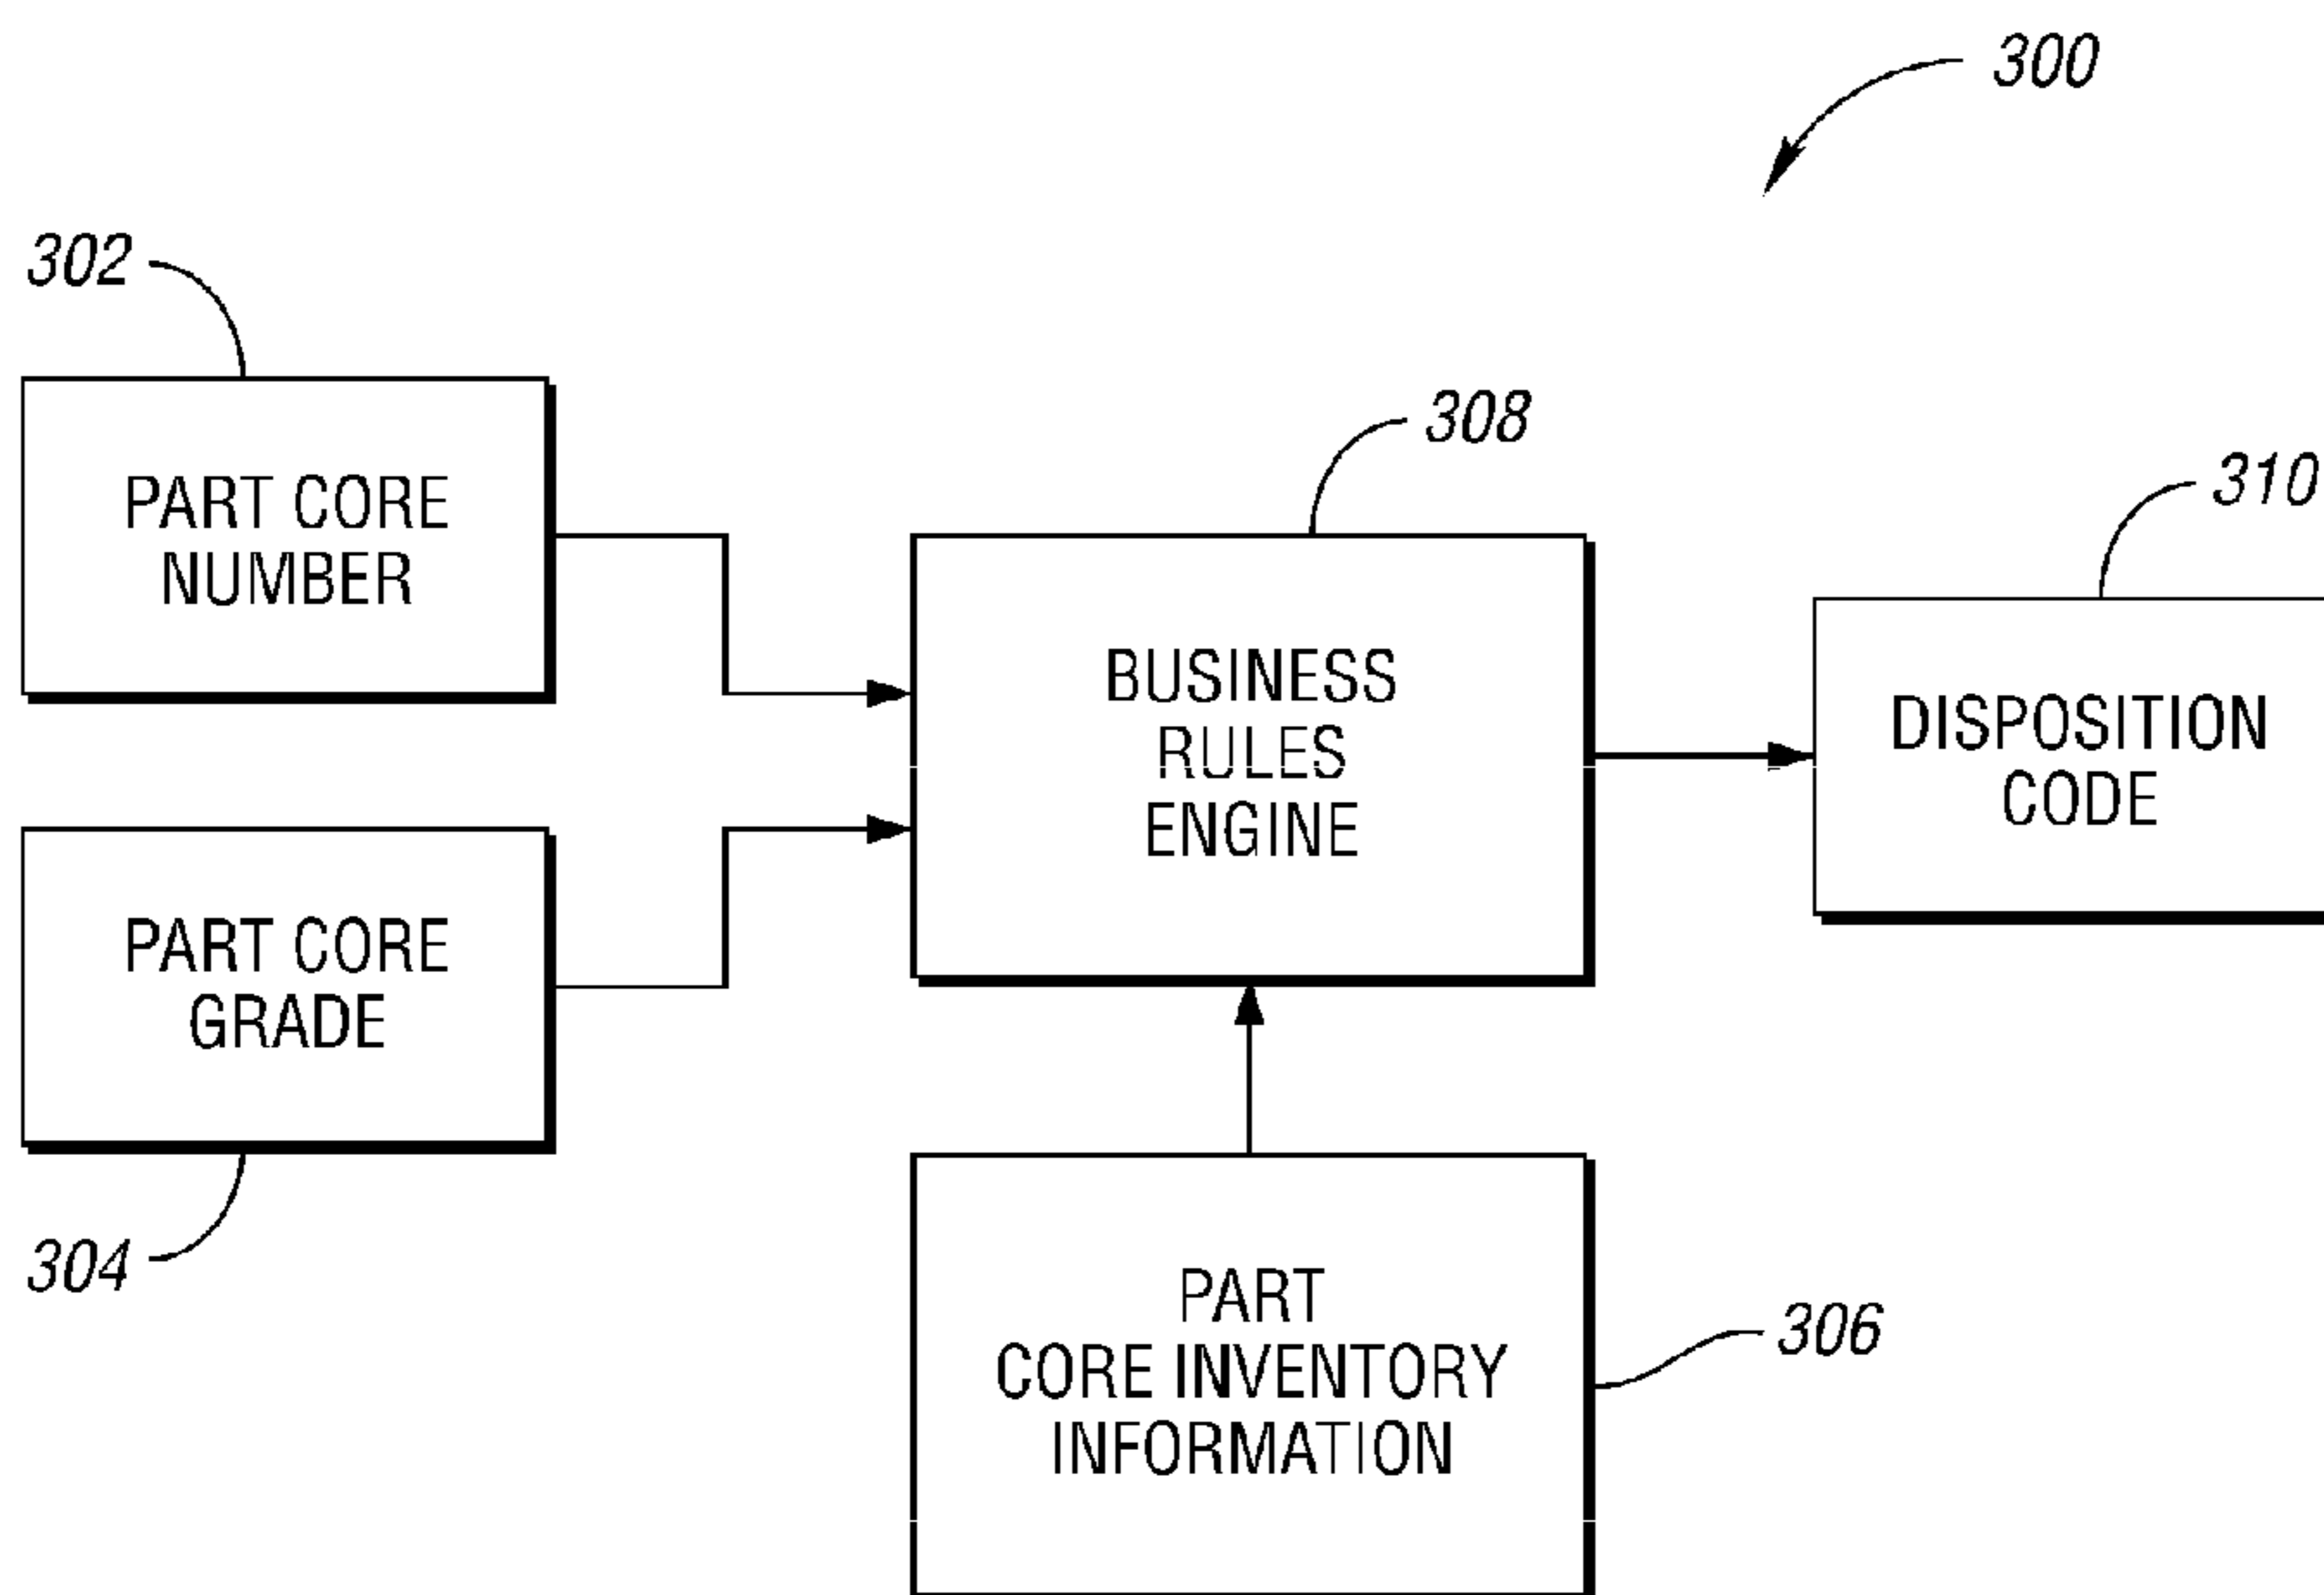 300
302
PART CORE
NUMBER
308
BUSINESS
RULES
ENGINE
310
DISPOSITION
CODE
PART CORE
GRADE
304
PART
CORE INVENTORY
INFORMATION
306